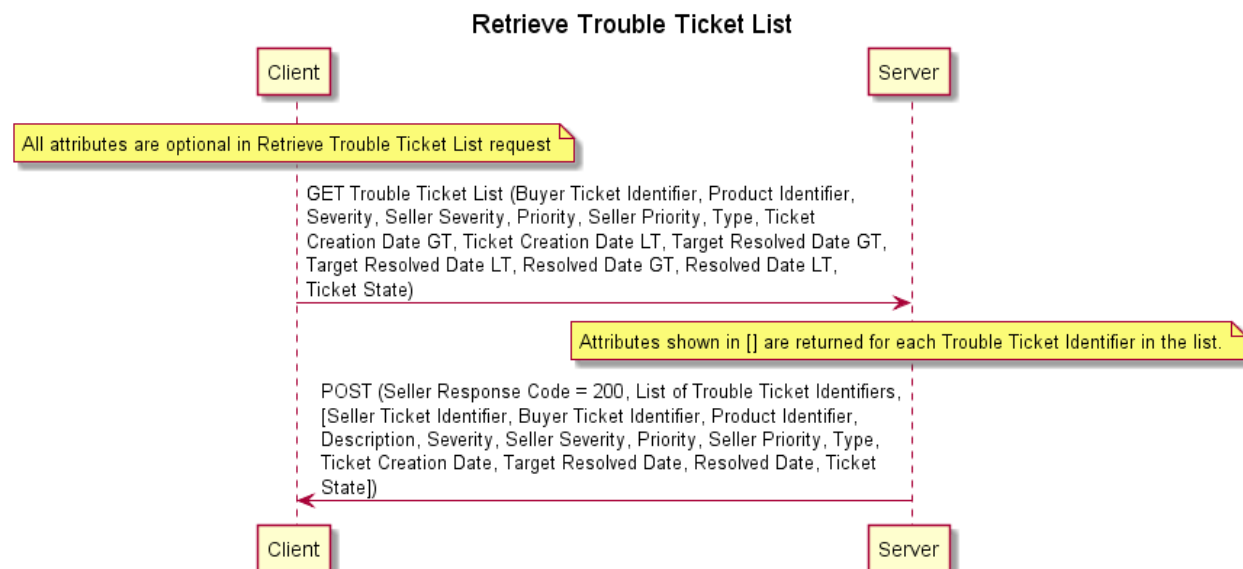 Retrieve Trouble Ticket List
Client
Server
All attributes are optional in Retrieve Trouble Ticket List request
GET Trouble Ticket List (Buyer Ticket Identifier, Product Identifier,
Severity, Seller Severity, Priority, Seller Priority, Type, Ticket
Creation Date GT, Ticket Creation Date LT, Target Resolved Date GT,
Target Resolved Date LT, Resolved Date GT, Resolved Date LT,
Ticket State)
Attributes shown in [] are returned for each Trouble Ticket Identifier in the list.
POST (Seller Response Code = 200, List of Trouble Ticket Identifiers,
[Seller Ticket Identifier, Buyer Ticket Identifier, Product Identifier,
Description, Severity, Seller Severity, Priority, Seller Priority, Type,
Ticket Creation Date, Target Resolved Date, Resolved Date, Ticket
State])
Client
Server